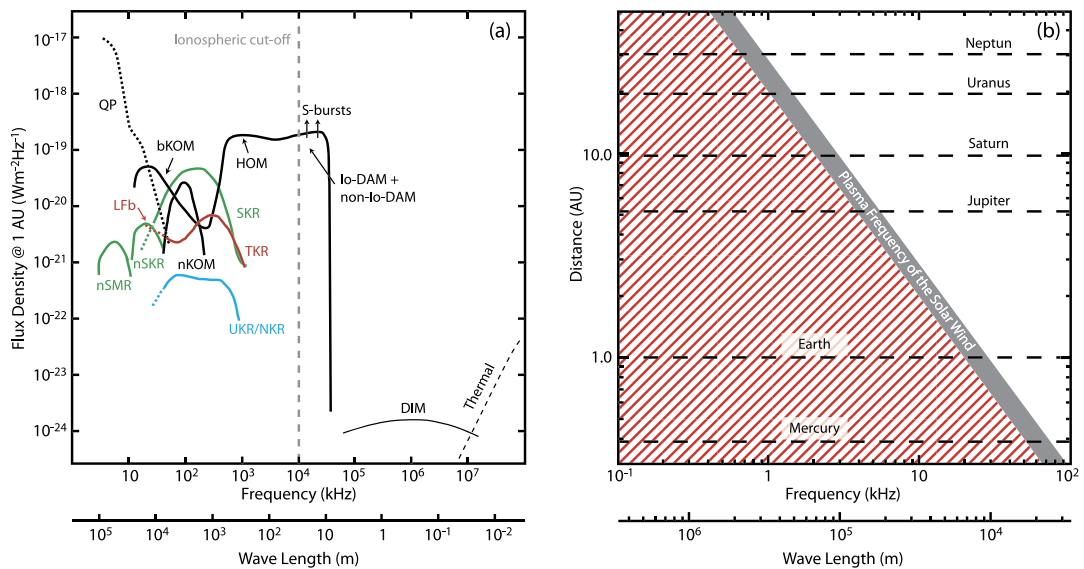 (a)
Ionospheric cut-off
10⁻¹⁷
10⁻¹⁸
10⁻¹⁹
10⁻²⁰
10⁻²¹
10⁻²²
10⁻²³
10⁻²⁴
Flux Density @ 1 AU (Wm⁻²Hz⁻¹)
QP
bKOM
HOM
S-bursts
Io-DAM +
non-Io-DAM
LFb
SKR
TKR
nSKR
nKOM
nSMR
UKR/NKR
DIM
Thermal
10 10² 10³ 10⁴ 10⁵ 10⁶ 10⁷
Frequency (kHz)
10⁵ 10⁴ 10³ 10² 10 1 10⁻¹ 10⁻²
Wave Length (m)
(b)
Neptun
Uranus
Saturn
Jupiter
Earth
Mercury
Plasma Frequency of the Solar Wind
10.0
1.0
Distance (AU)
10⁻¹ 1 10 10²
Frequency (kHz)
10⁶ 10⁵ 10⁴
Wave Length (m)